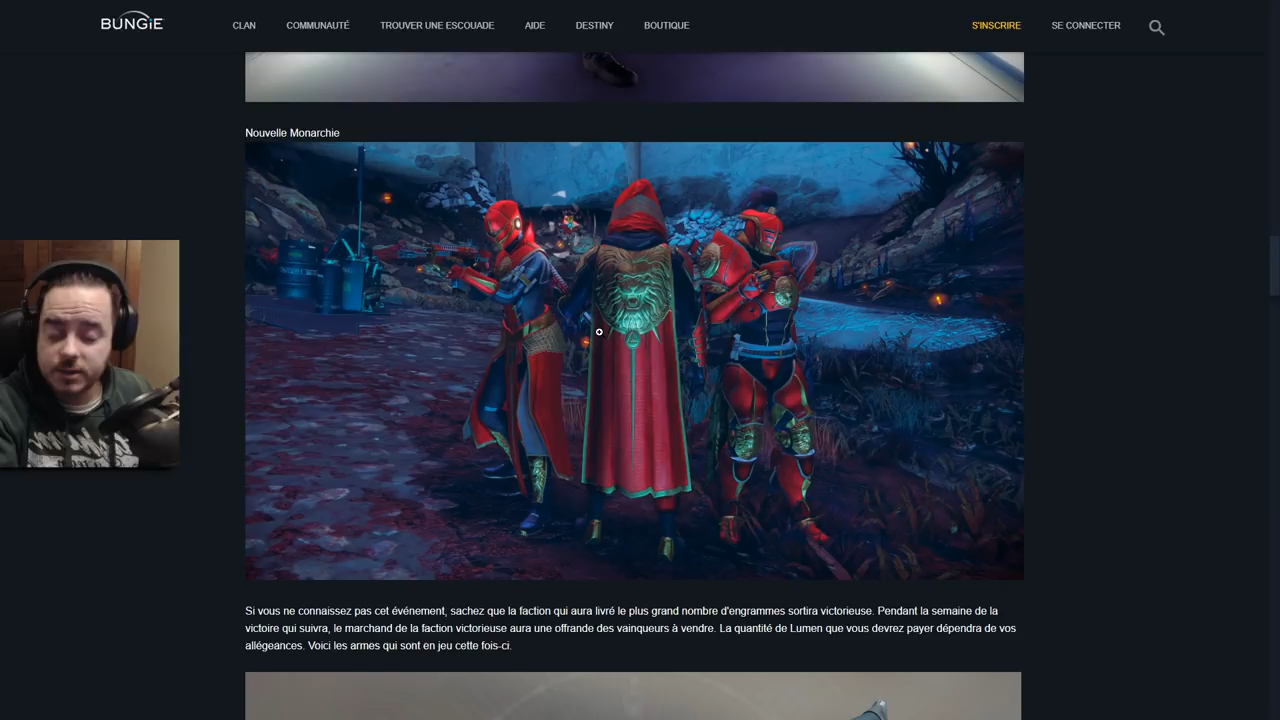 BUNGiE
CLAN
COMMUNAUTÉ
TROUVER UNE ESCOUADE
AIDE
DESTINY
BOUTIQUE
S'INSCRIRE
SE CONNECTER
Nouvelle Monarchie
Si vous ne connaissez pas cet événement, sachez que la faction qui aura livré le plus grand nombre d'engrammes sortira victorieuse. Pendant la semaine de la
victoire qui suivra, le marchand de la faction victorieuse aura une offrande des vainqueurs à vendre. La quantité de Lumen que vous devrez payer dépendra de vos
allégeances. Voici les armes qui sont en jeu cette fois-ci.